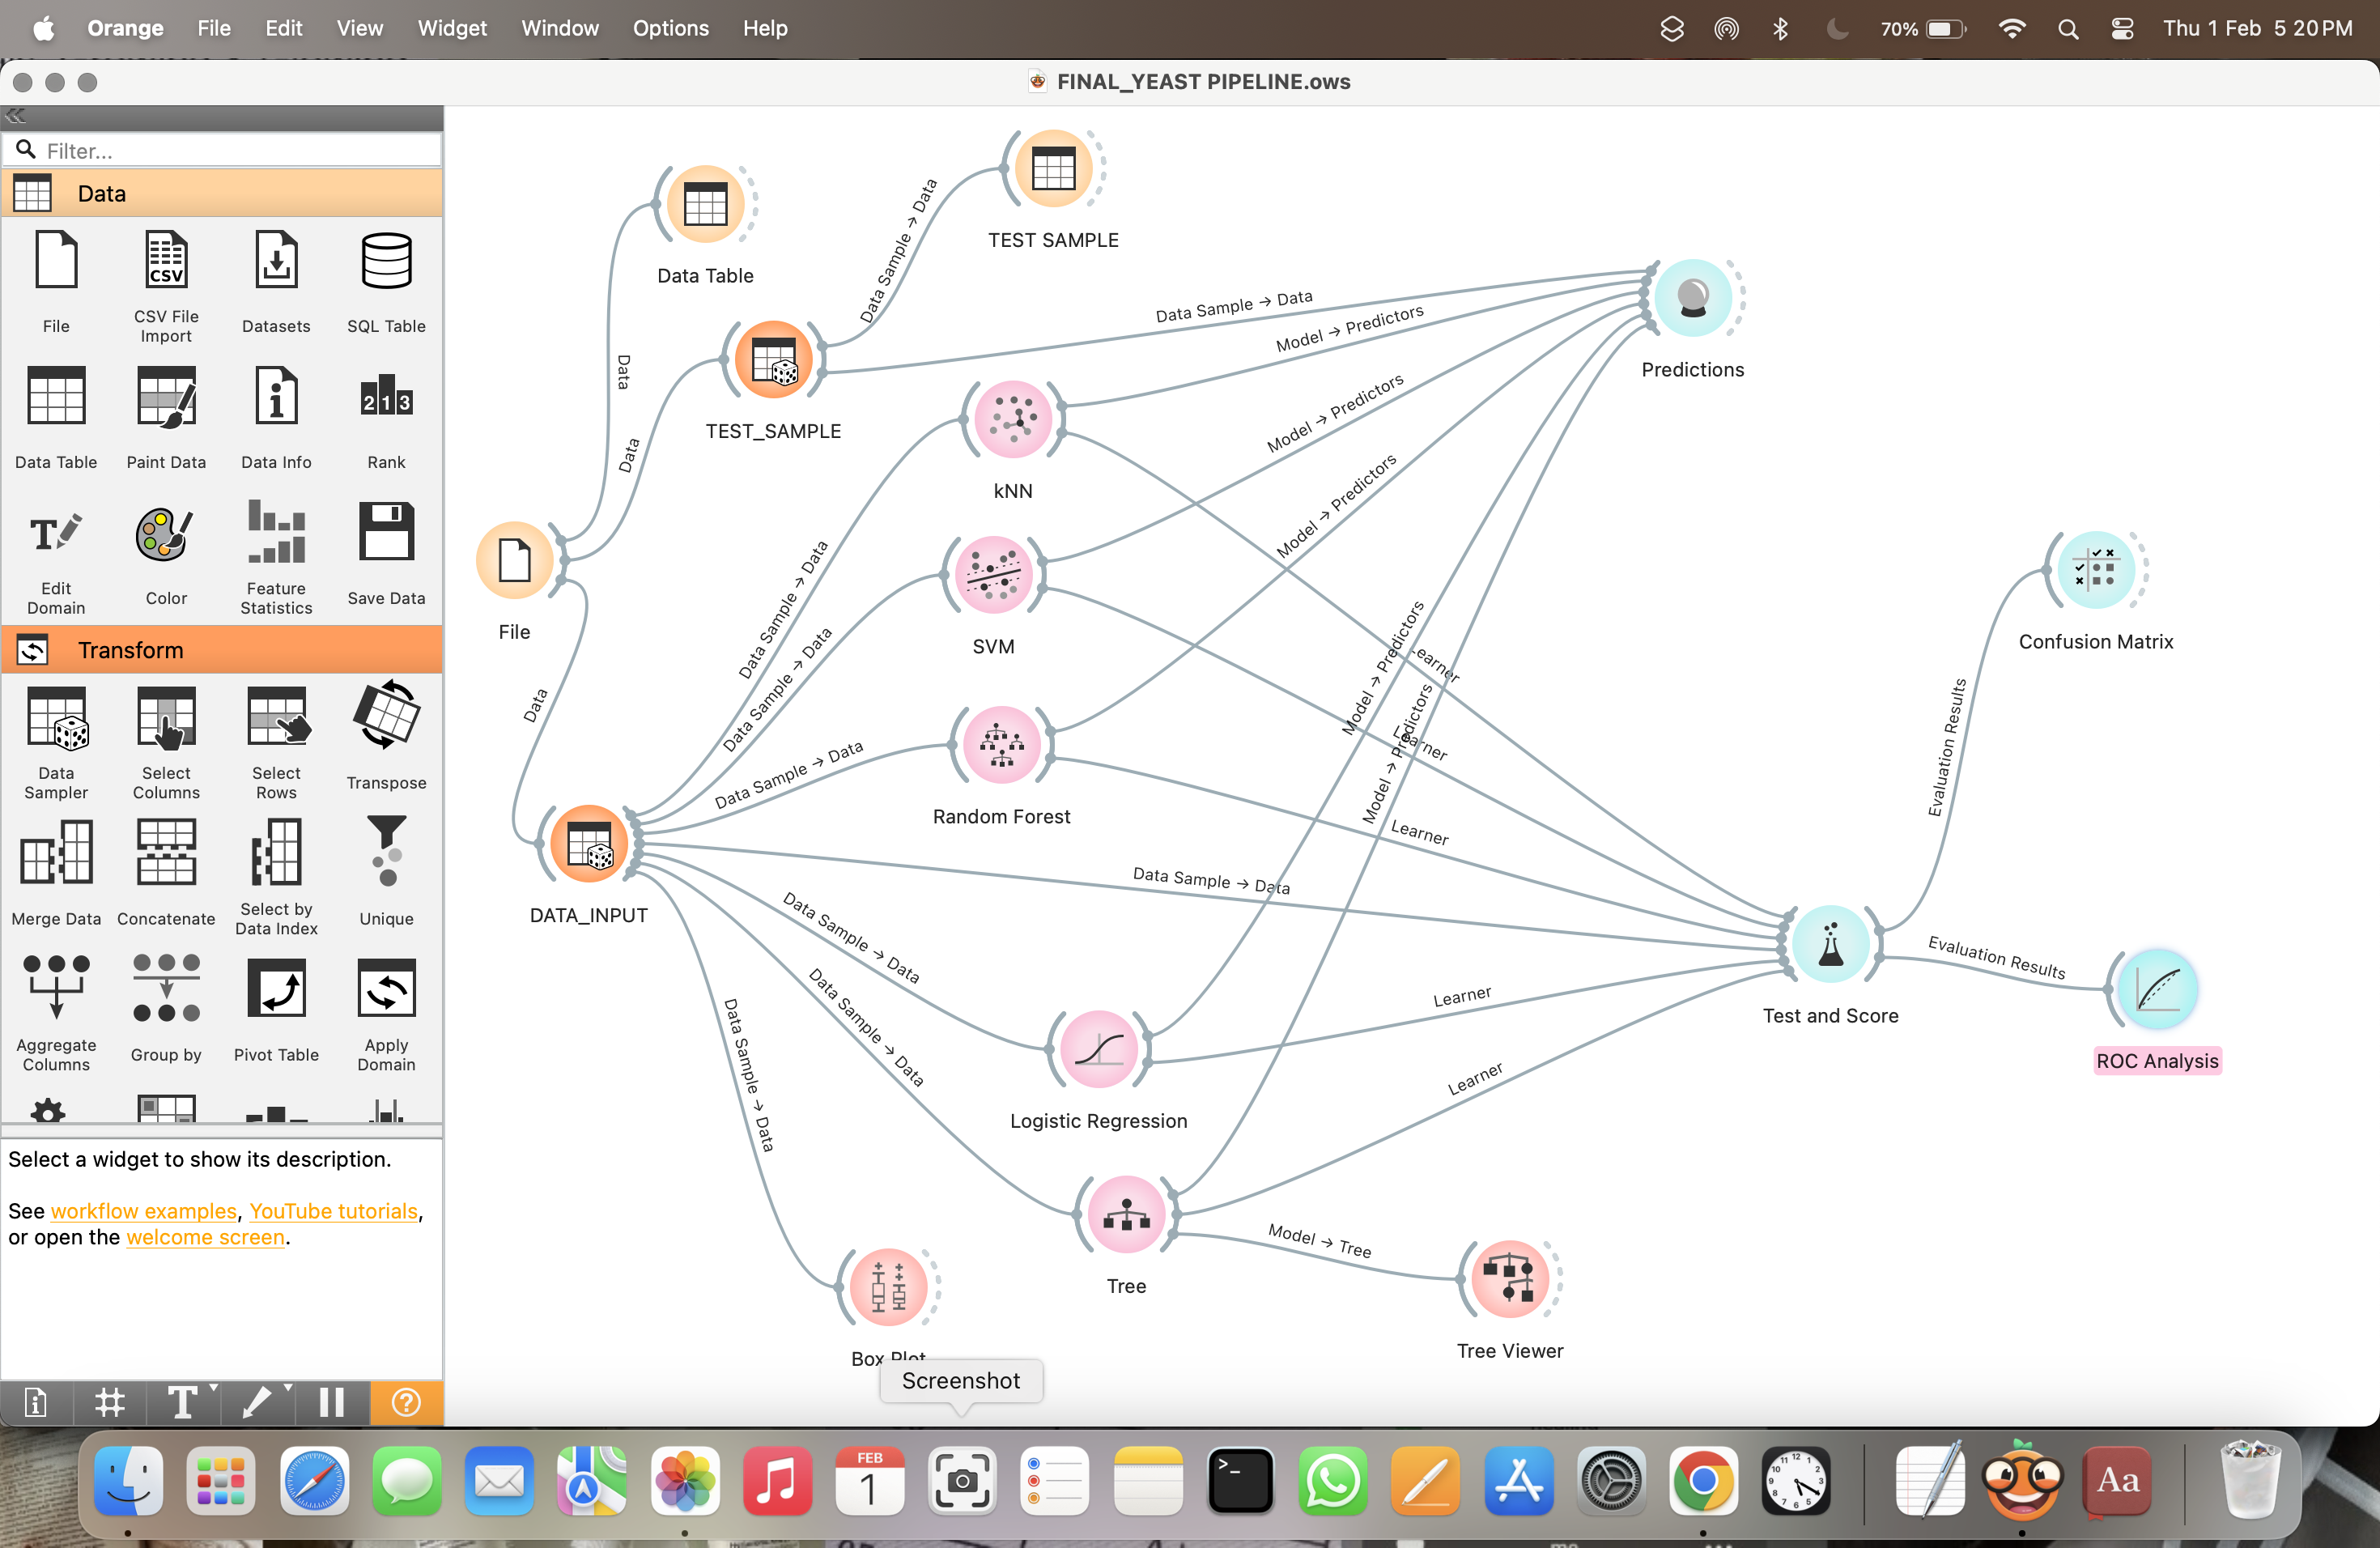 Orange File Edit View Widget Window Options Help
70%
Thu 1 Feb 5 20 PM
FINAL_YEAST PIPELINE.ows
Filter...
Data
File
CSV File
Import
Datasets
SQL Table
CSV
Data Table
Paint Data
Data Info
Rank
213
Edit
Domain
Color
Feature
Statistics
Save Data
Transform
Data
Sampler
Select
Columns
Select
Rows
Transpose
Merge Data
Concatenate
Select by
Data Index
Unique
Aggregate
Columns
Group by
Pivot Table
Apply
Domain
Select a widget to show its description.
See workflow examples, YouTube tutorials,
or open the welcome screen.
Data Table
TEST SAMPLE
Data Sample → Data
Data
Data
TEST_SAMPLE
Data Sample → Data
Model → Predictors
Predictions
File
kNN
Model → Predictors
Model → Predictors
Data
Data Sample → Data
SVM
Data Sample → Data
Model → Predictors
Learner
Confusion Matrix
Data Sample → Data
Random Forest
Model → Predictors
Learner
Learner
Evaluation Results
DATA_INPUT
Data Sample → Data
Data Sample → Data
Data Sample → Data
Data Sample → Data
Learner
Test and Score
Evaluation Results
ROC Analysis
Logistic Regression
Learner
Tree
Model → Tree
Tree Viewer
Box Plot
Screenshot
FEB
1
Aa